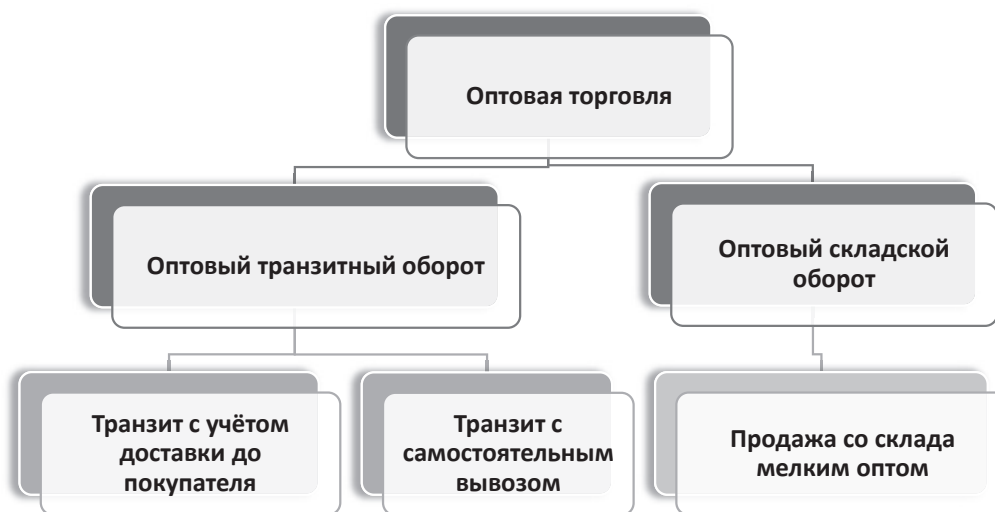 Оптовая торговля
Оптовый транзитный оборот
Оптовый складской
оборот
Транзит с учётом
доставки до
покупателя
Транзит с
самостоятельным
вывозом
Продажа со склада
мелким оптом